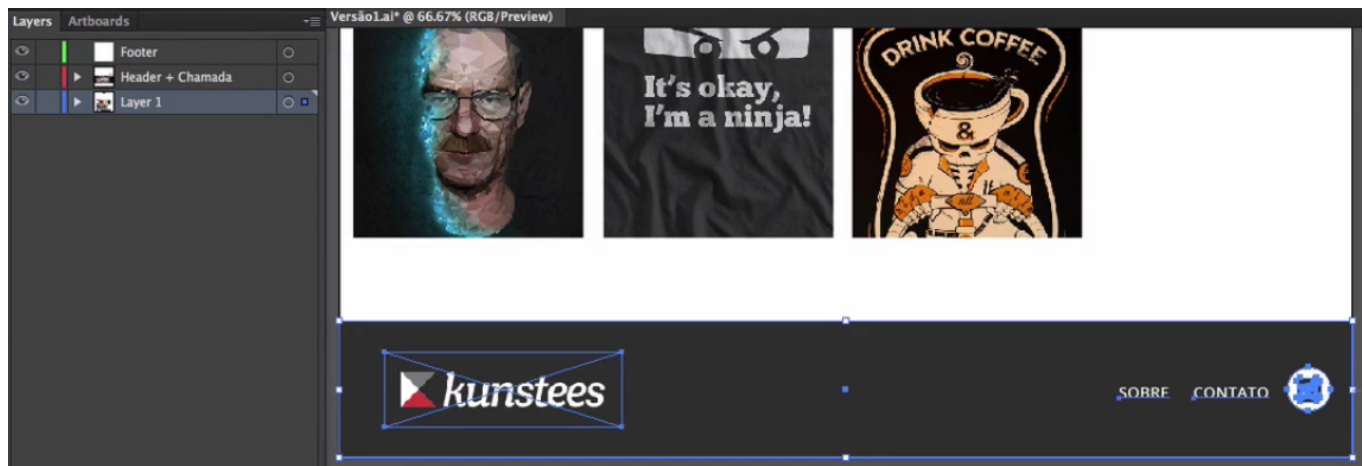 Layers Artboards
Versão1.ai* @ 66.67% (RGB/Preview)
Footer
Header + Chamada
Layer 1
It's okay,
I'm a ninja!
DRINK COFFEE
&
kunstees
SOBRE CONTATO